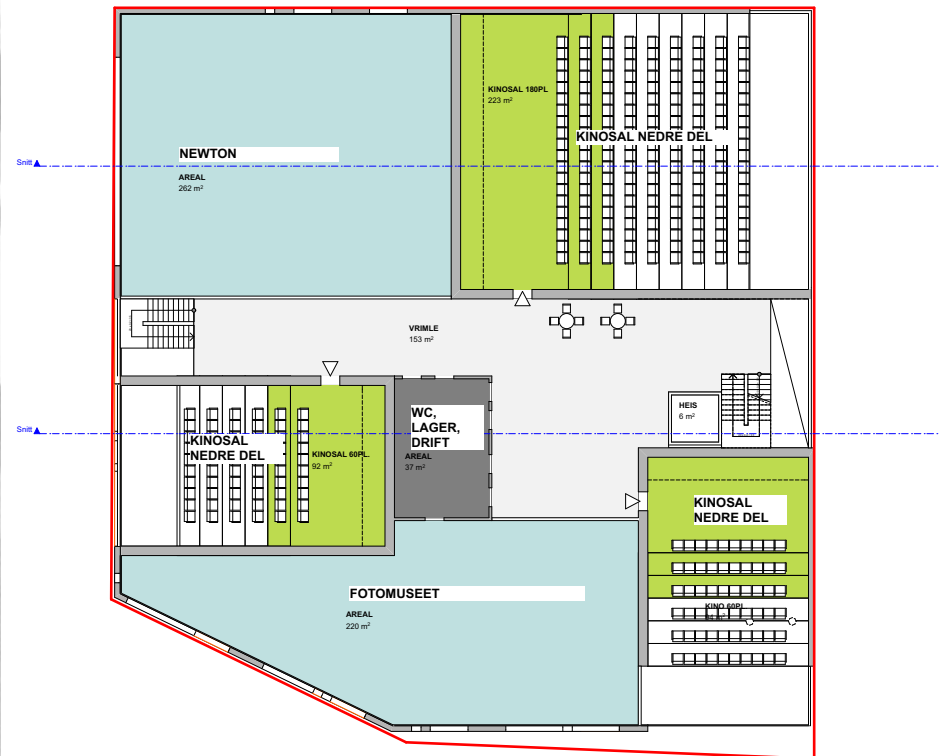 KINOSAL 180PL
223 m²
KINOSAL NEDRE DEL
NEWTON
Snitt
AREAL
262 m²
VRIMLE
153 m²
HEIS
6 m²
WC,
LAGER,
DRIFT
AREAL
37 m²
Snitt
KINOSAL
NEDRE DEL
KINOSAL 60PL.
92 m²
KINOSAL
NEDRE DEL
FOTOMUSEET
AREAL
220 m²
KINO 60PL